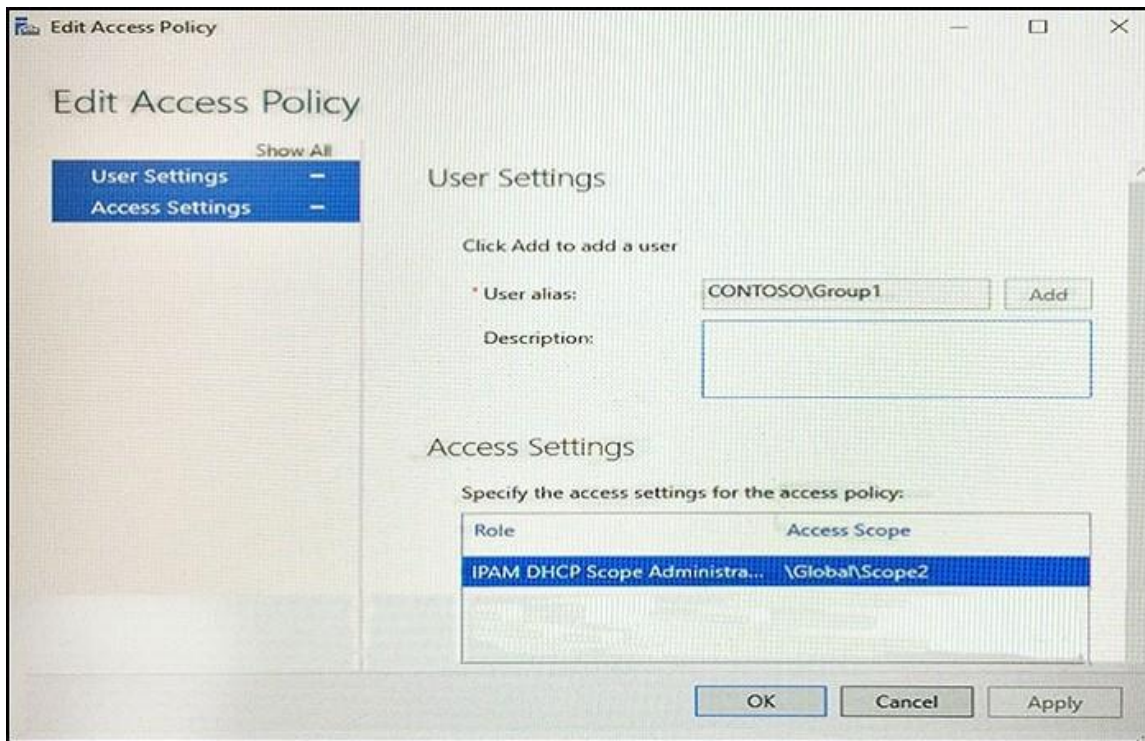 Edit Access Policy
Edit Access Policy
Show All
User Settings
Access Settings
User Settings
Click Add to add a user
* User alias: CONTOSO\Group1 Add
Description:
Access Settings
Specify the access settings for the access policy:
Role Access Scope
IPAM DHCP Scope Administra... \Global\Scope2
OK Cancel Apply